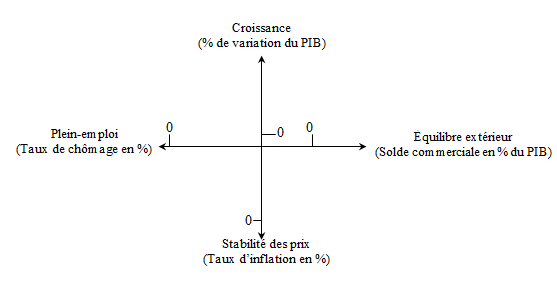 Croissance
(% de variation du PIB)
0
0
0
Plein-emploi
(Taux de chômage en %)
Equilibre extérieur
(Solde commerciale en % du PIB)
0
Stabilité des prix
(Taux d'inflation en %)